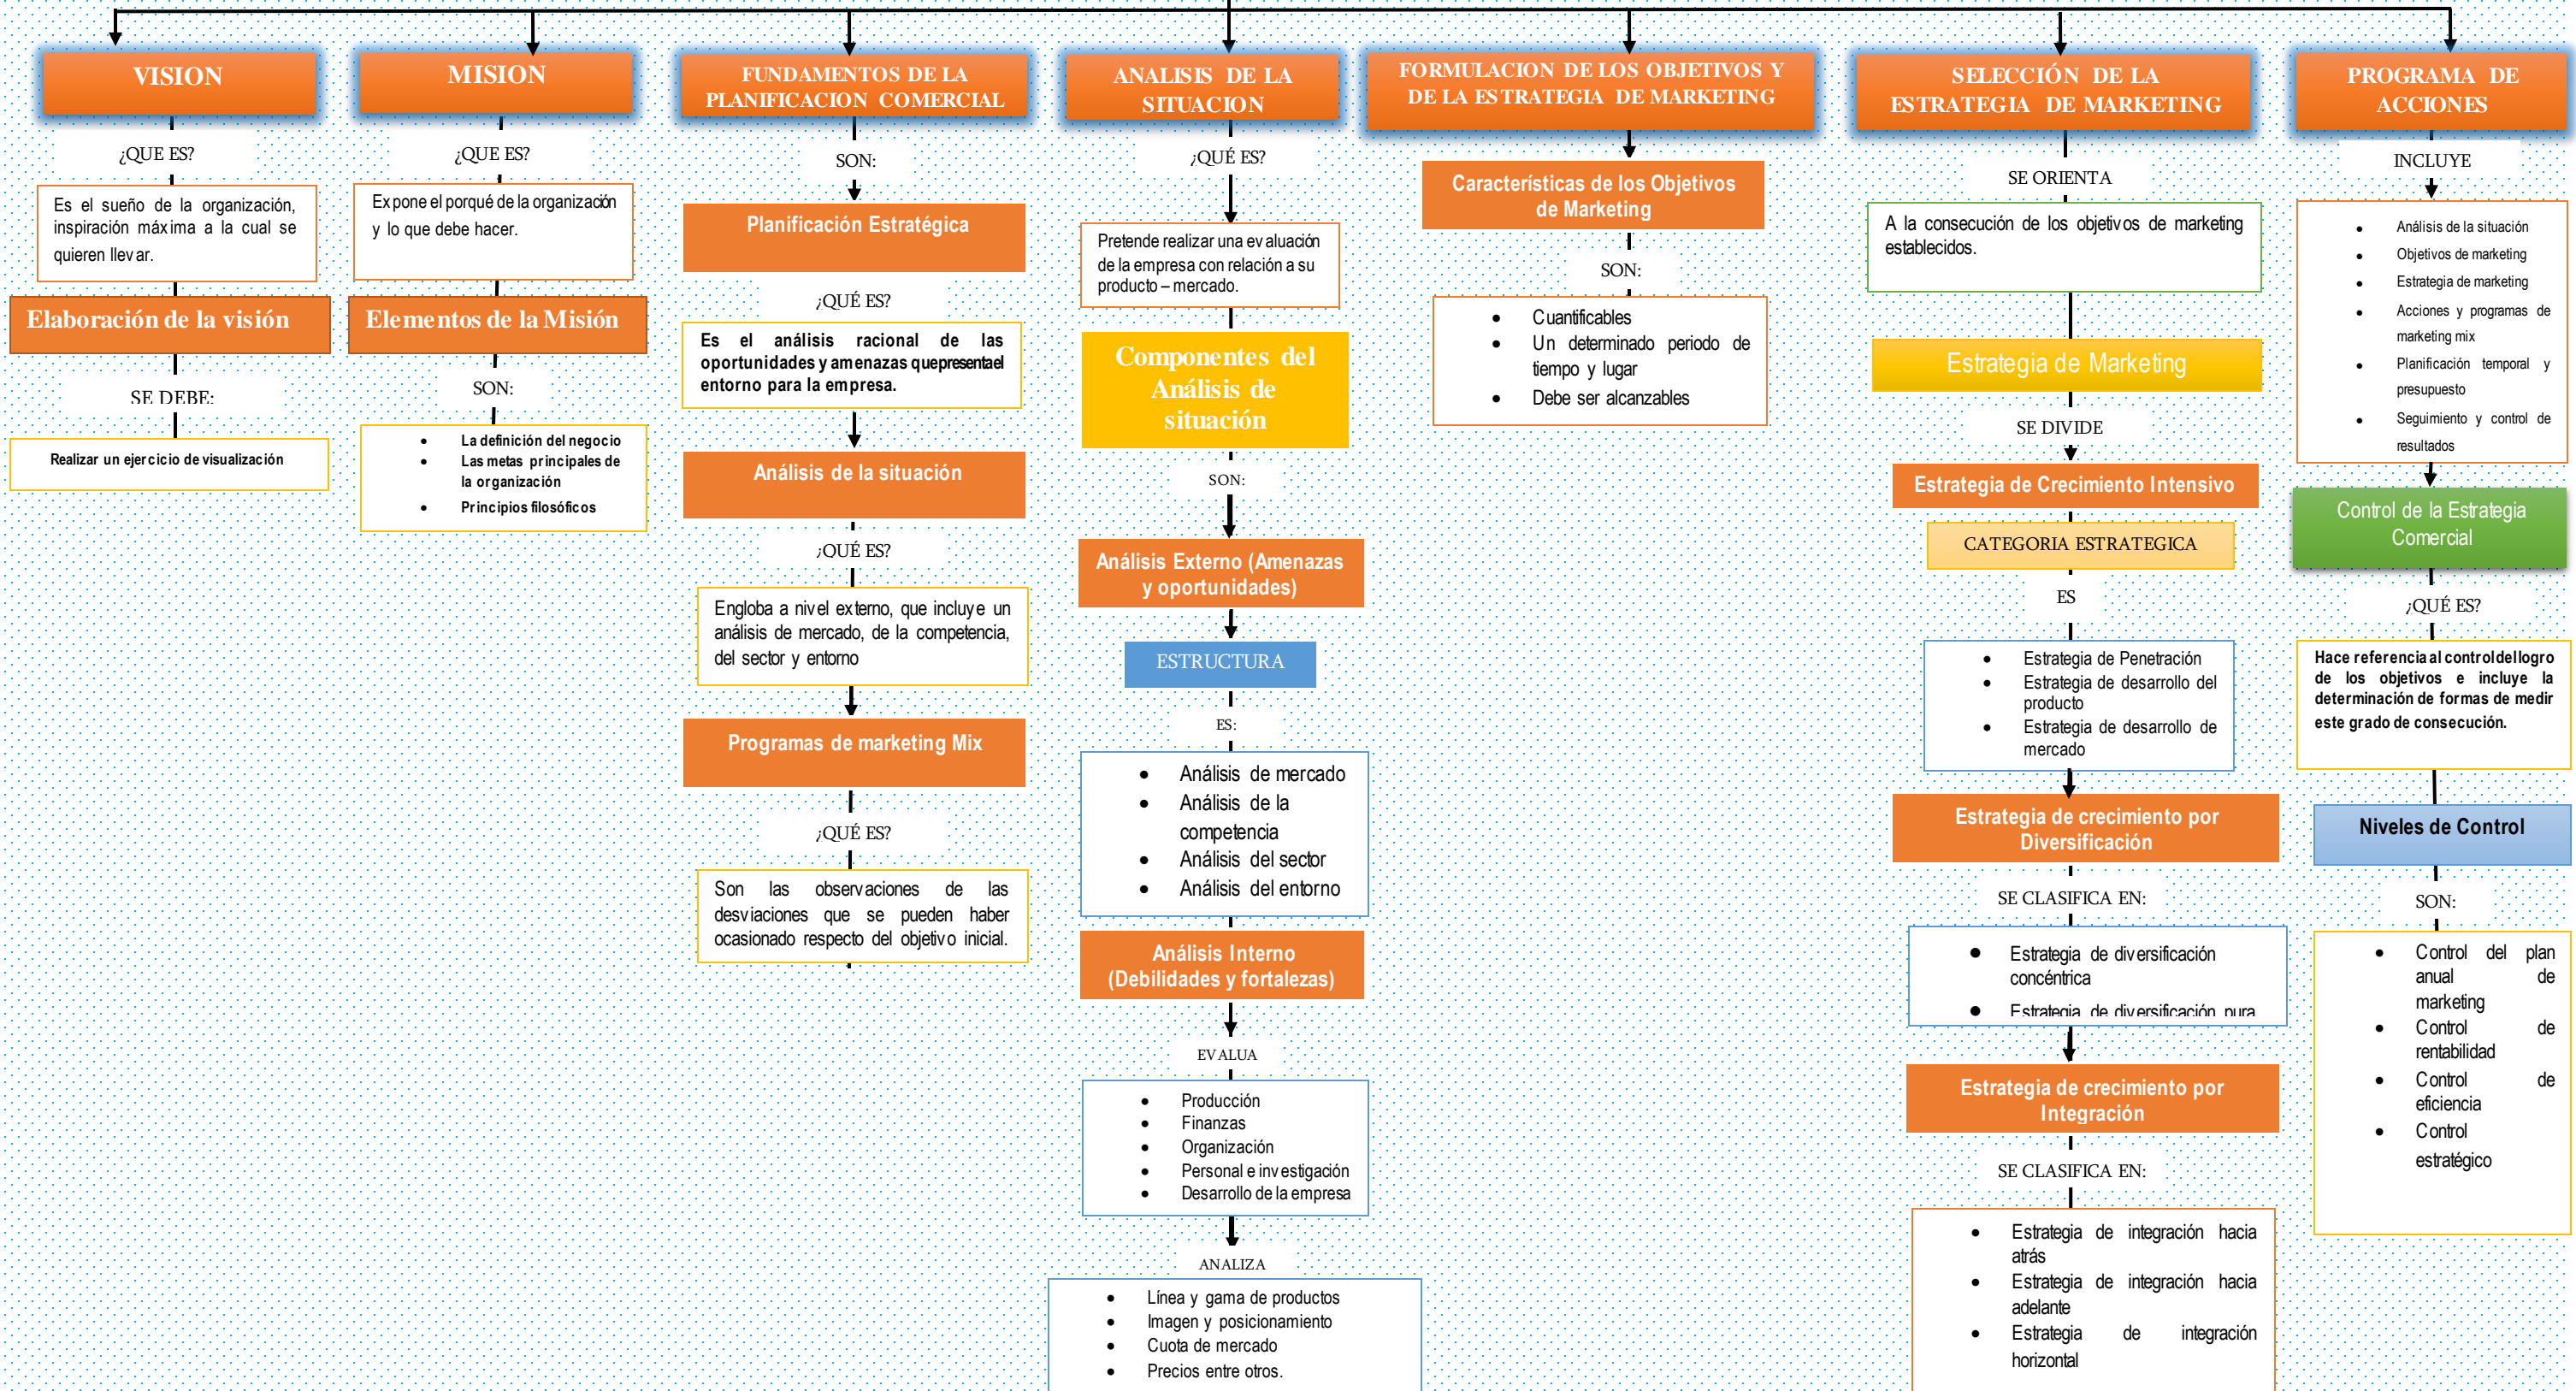 VISION
¿QUE ES?
Es el sueño de la organización,
inspiración máxima a la cual se
quieren llevar.
Elaboración de la visión
SE DEBE:
Realizar un ejercicio de visualización
MISION
¿QUE ES?
Expone el porqué de la organización
y lo que debe hacer.
Elementos de la Misión
SON:
• La definición del negocio
• Las metas principales de
la organización
• Principios filosóficos
FUNDAMENTOS DE LA
PLANIFICACION COMERCIAL
SON:
Planificación Estratégica
¿QUÉ ES?
Es el análisis racional de las
oportunidades y amenazas que presenta el
entorno para la empresa.
Análisis de la situación
¿QUÉ ES?
Engloba a nivel externo, que incluye un
análisis de mercado, de la competencia,
del sector y entorno
Programas de marketing Mix
¿QUÉ ES?
Son las observaciones de las
desviaciones que se pueden haber
ocasionado respecto del objetivo inicial.
ANALISIS DE LA
SITUACION
¿QUÉ ES?
Pretende realizar una evaluación
de la empresa con relación a su
producto – mercado.
Componentes del
Análisis de
situación
SON:
Análisis Externo (Amenazas
y oportunidades)
ESTRUCTURA
ES:
• Análisis de mercado
• Análisis de la
competencia
• Análisis del sector
• Análisis del entorno
Análisis Interno
(Debilidades y fortalezas)
EVALUA
• Producción
• Finanzas
• Organización
• Personal e investigación
• Desarrollo de la empresa
ANALIZA
• Línea y gama de productos
• Imagen y posicionamiento
• Cuota de mercado
• Precios entre otros.
FORMULACION DE LOS OBJETIVOS Y
DE LA ESTRATEGIA DE MARKETING
Características de los Objetivos
de Marketing
SON:
• Cuantificables
• Un determinado periodo de
tiempo y lugar
• Debe ser alcanzables
SELECCIÓN DE LA
ESTRATEGIA DE MARKETING
SE ORIENTA
A la consecución de los objetivos de marketing
establecidos.
Estrategia de Marketing
SE DIVIDE
Estrategia de Crecimiento Intensivo
CATEGORIA ESTRATEGICA
ES
• Estrategia de Penetración
• Estrategia de desarrollo del
producto
• Estrategia de desarrollo de
mercado
Estrategia de crecimiento por
Diversificación
SE CLASIFICA EN:
• Estrategia de diversificación
concéntrica
• Estrategia de diversificación pura
Estrategia de crecimiento por
Integración
SE CLASIFICA EN:
• Estrategia de integración hacia
atrás
• Estrategia de integración hacia
adelante
• Estrategia de integración
horizontal
PROGRAMA DE
ACCIONES
INCLUYE
• Análisis de la situación
• Objetivos de marketing
• Estrategia de marketing
• Acciones y programas de
marketing mix
• Planificación temporal y
presupuesto
• Seguimiento y control de
resultados
Control de la Estrategia
Comercial
¿QUÉ ES?
Hace referencia al control del logro
de los objetivos e incluye la
determinación de formas de medir
este grado de consecución.
Niveles de Control
SON:
• Control del plan
anual de
marketing
• Control de
rentabilidad
• Control de
eficiencia
• Control
estratégico